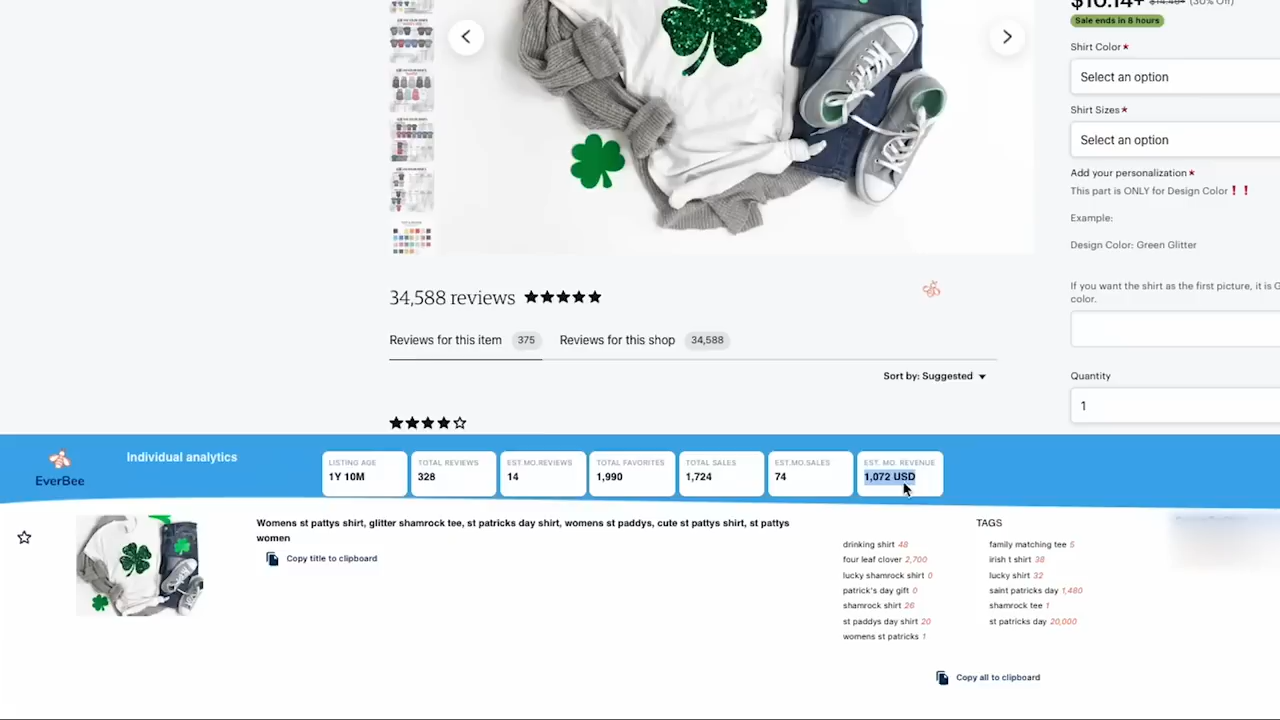 $10.14+ $14.48+ (30% Off)
Sale ends in 8 hours
Shirt Color*
Select an option
Shirt Sizes*
Select an option
Add your personalization*
This part is ONLY for Design Color❗❗
Example:
Design Color: Green Glitter
If you want the shirt as the first picture, it is G
color.
Quantity
1
34,588 reviews
Reviews for this item 375
Reviews for this shop 34,588
Sort by: Suggested
EverBee
Individual analytics
LISTING AGE
1Y 10M
TOTAL REVIEWS
328
EST MO.REVIEWS
14
TOTAL FAVORITES
1,990
TOTAL SALES
1,724
EST.MO.SALES
74
EST. MO. REVENUE
1,072 USD
Womens st pattys shirt, glitter shamrock tee, st patricks day shirt, womens st paddys, cute st pattys shirt, st pattys
women
Copy title to clipboard
TAGS
drinking shirt 48
four leaf clover 2,700
lucky shamrock shirt 0
patrick's day gift 0
shamrock shirt 26
st paddys day shirt 20
womens st patricks 1
family matching tee 5
irish t shirt 38
lucky shirt 32
saint patricks day 1,480
shamrock tee 1
st patricks day 20,000
Copy all to clipboard